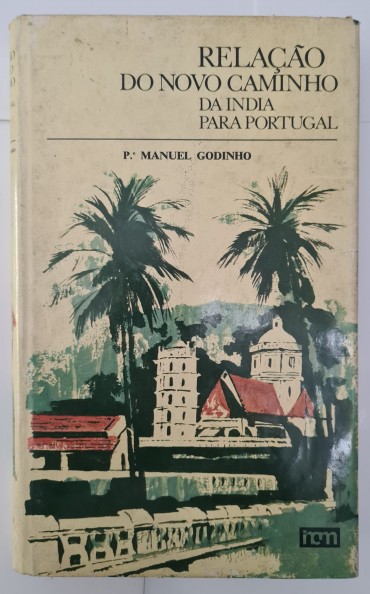 RELAÇÃO
DO NOVO CAMINHO
DA INDIA
PARA PORTUGAL
P.ᵉ MANUEL GODINHO
incm